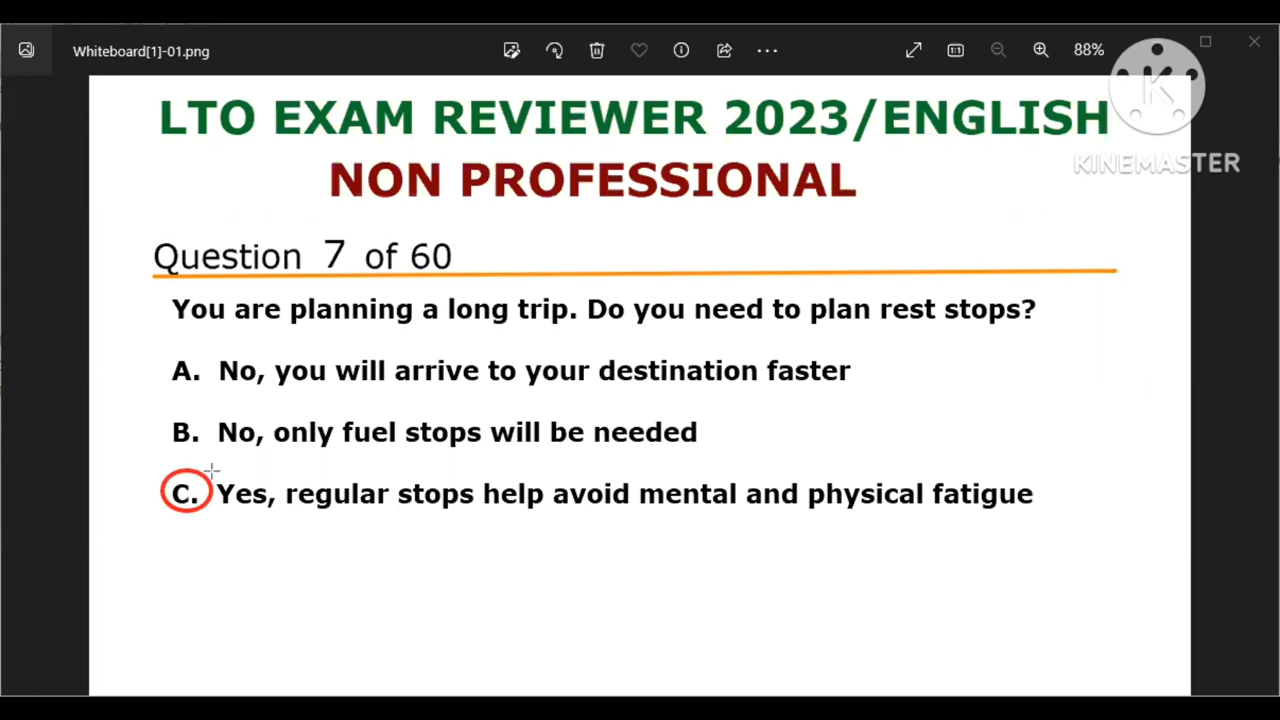 Whiteboard[1]-01.png
88%
LTO EXAM REVIEWER 2023/ENGLISH
NON PROFESSIONAL
K
KINEMASTER
Question 7 of 60
You are planning a long trip. Do you need to plan rest stops?
A. No, you will arrive to your destination faster
B. No, only fuel stops will be needed
C. Yes, regular stops help avoid mental and physical fatigue